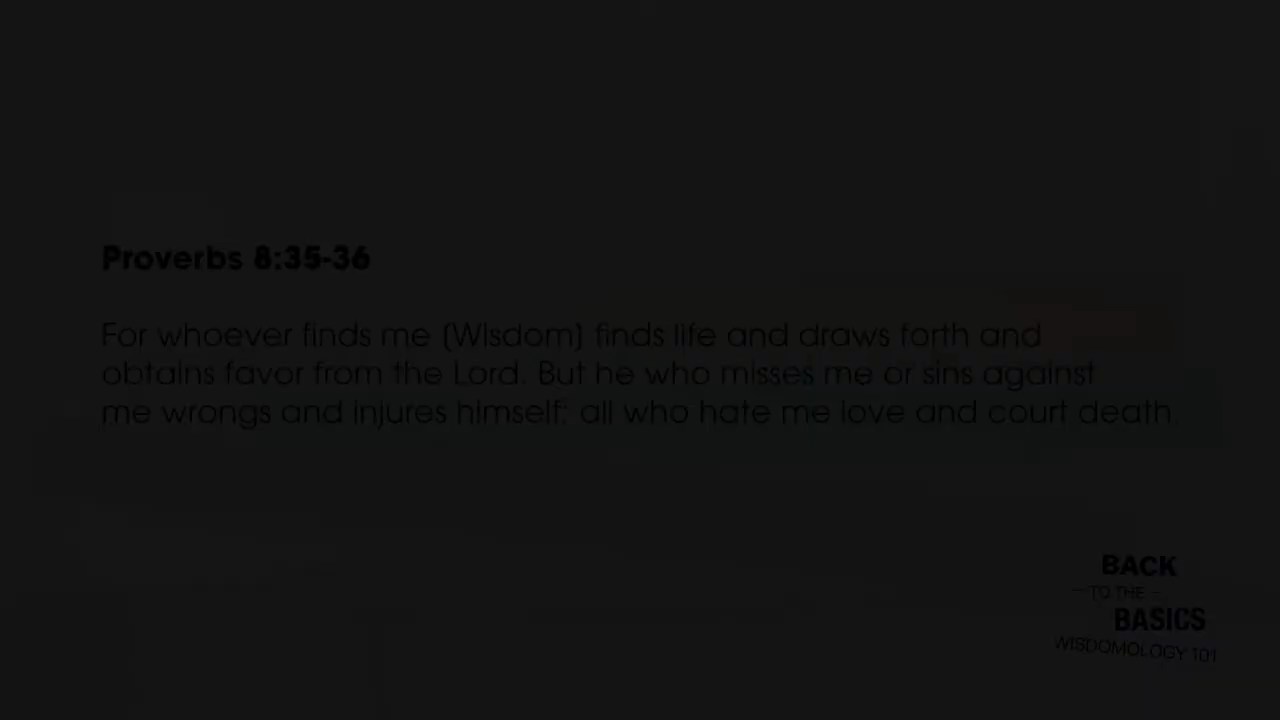 Proverbs 8:35-36
For whoever finds me (Wisdom) finds life and draws forth and
obtains favor from the Lord. But he who misses me or sins against
me wrongs and injures himself; all who hate me love and court death.
BACK
TO THE
BASICS
WISDOMOLOGY 101